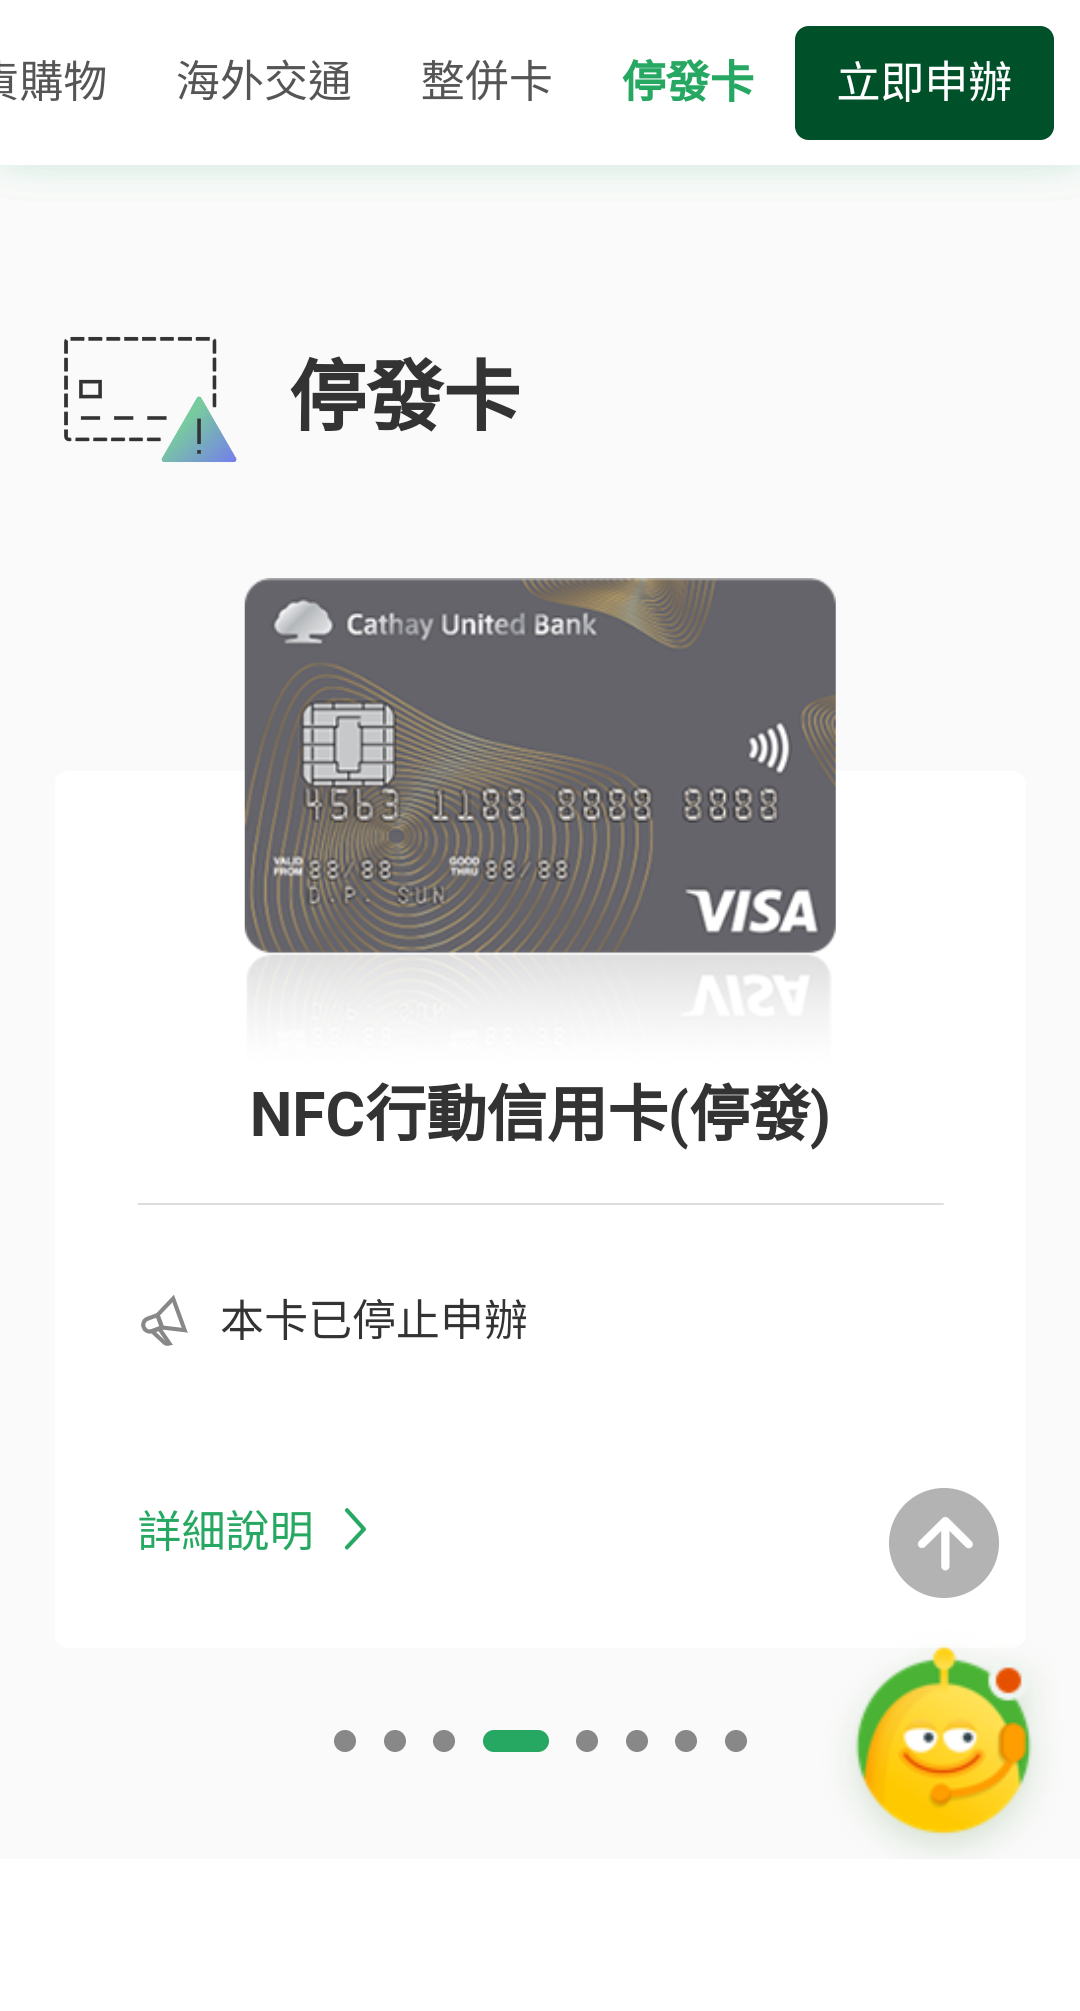 購物
海外交通
整併卡
停發卡
立即申辦
停發卡
Cathay United Bank
4563 1188 8888 8888
VALID FROM 88/88 GOOD THRU 88/88
D.P. SUN
VISA
NFC行動信用卡(停發)
本卡已停止申辦
詳細說明